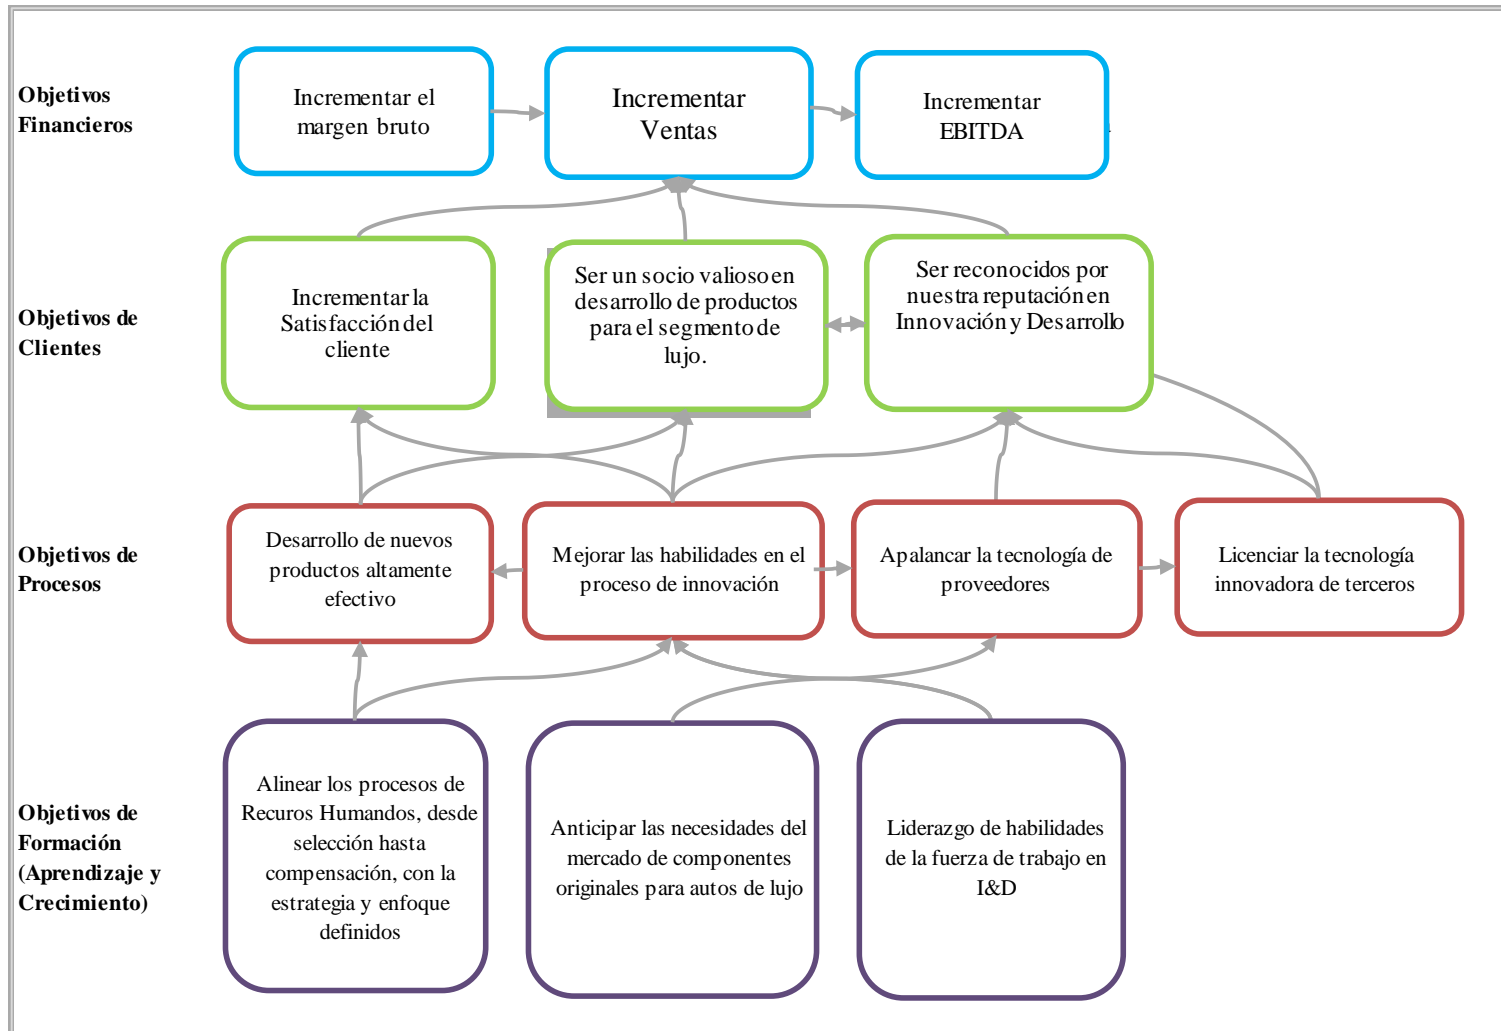 Objetivos
Financieros
Incrementar el
margen bruto
Incrementar
Ventas
Incrementar
EBITDA
Objetivos de
Clientes
Incrementar la
Satisfacción del
cliente
Ser un socio valioso en
desarrollo de productos
para el segmento de
lujo.
Ser reconocidos por
nuestra reputación en
Innovación y Desarrollo
Objetivos de
Procesos
Desarrollo de nuevos
productos altamente
efectivo
Mejorar las habilidades en el
proceso de innovación
Apalancar la tecnología de
proveedores
Licenciar la tecnología
innovadora de terceros
Objetivos de
Formación
(Aprendizaje y
Crecimiento)
Alinear los procesos de
Recuros Humandos, desde
selección hasta
compensación, con la
estrategia y enfoque
definidos
Anticipar las necesidades del
mercado de componentes
originales para autos de lujo
Liderazgo de habilidades
de la fuerza de trabajo en
I&D